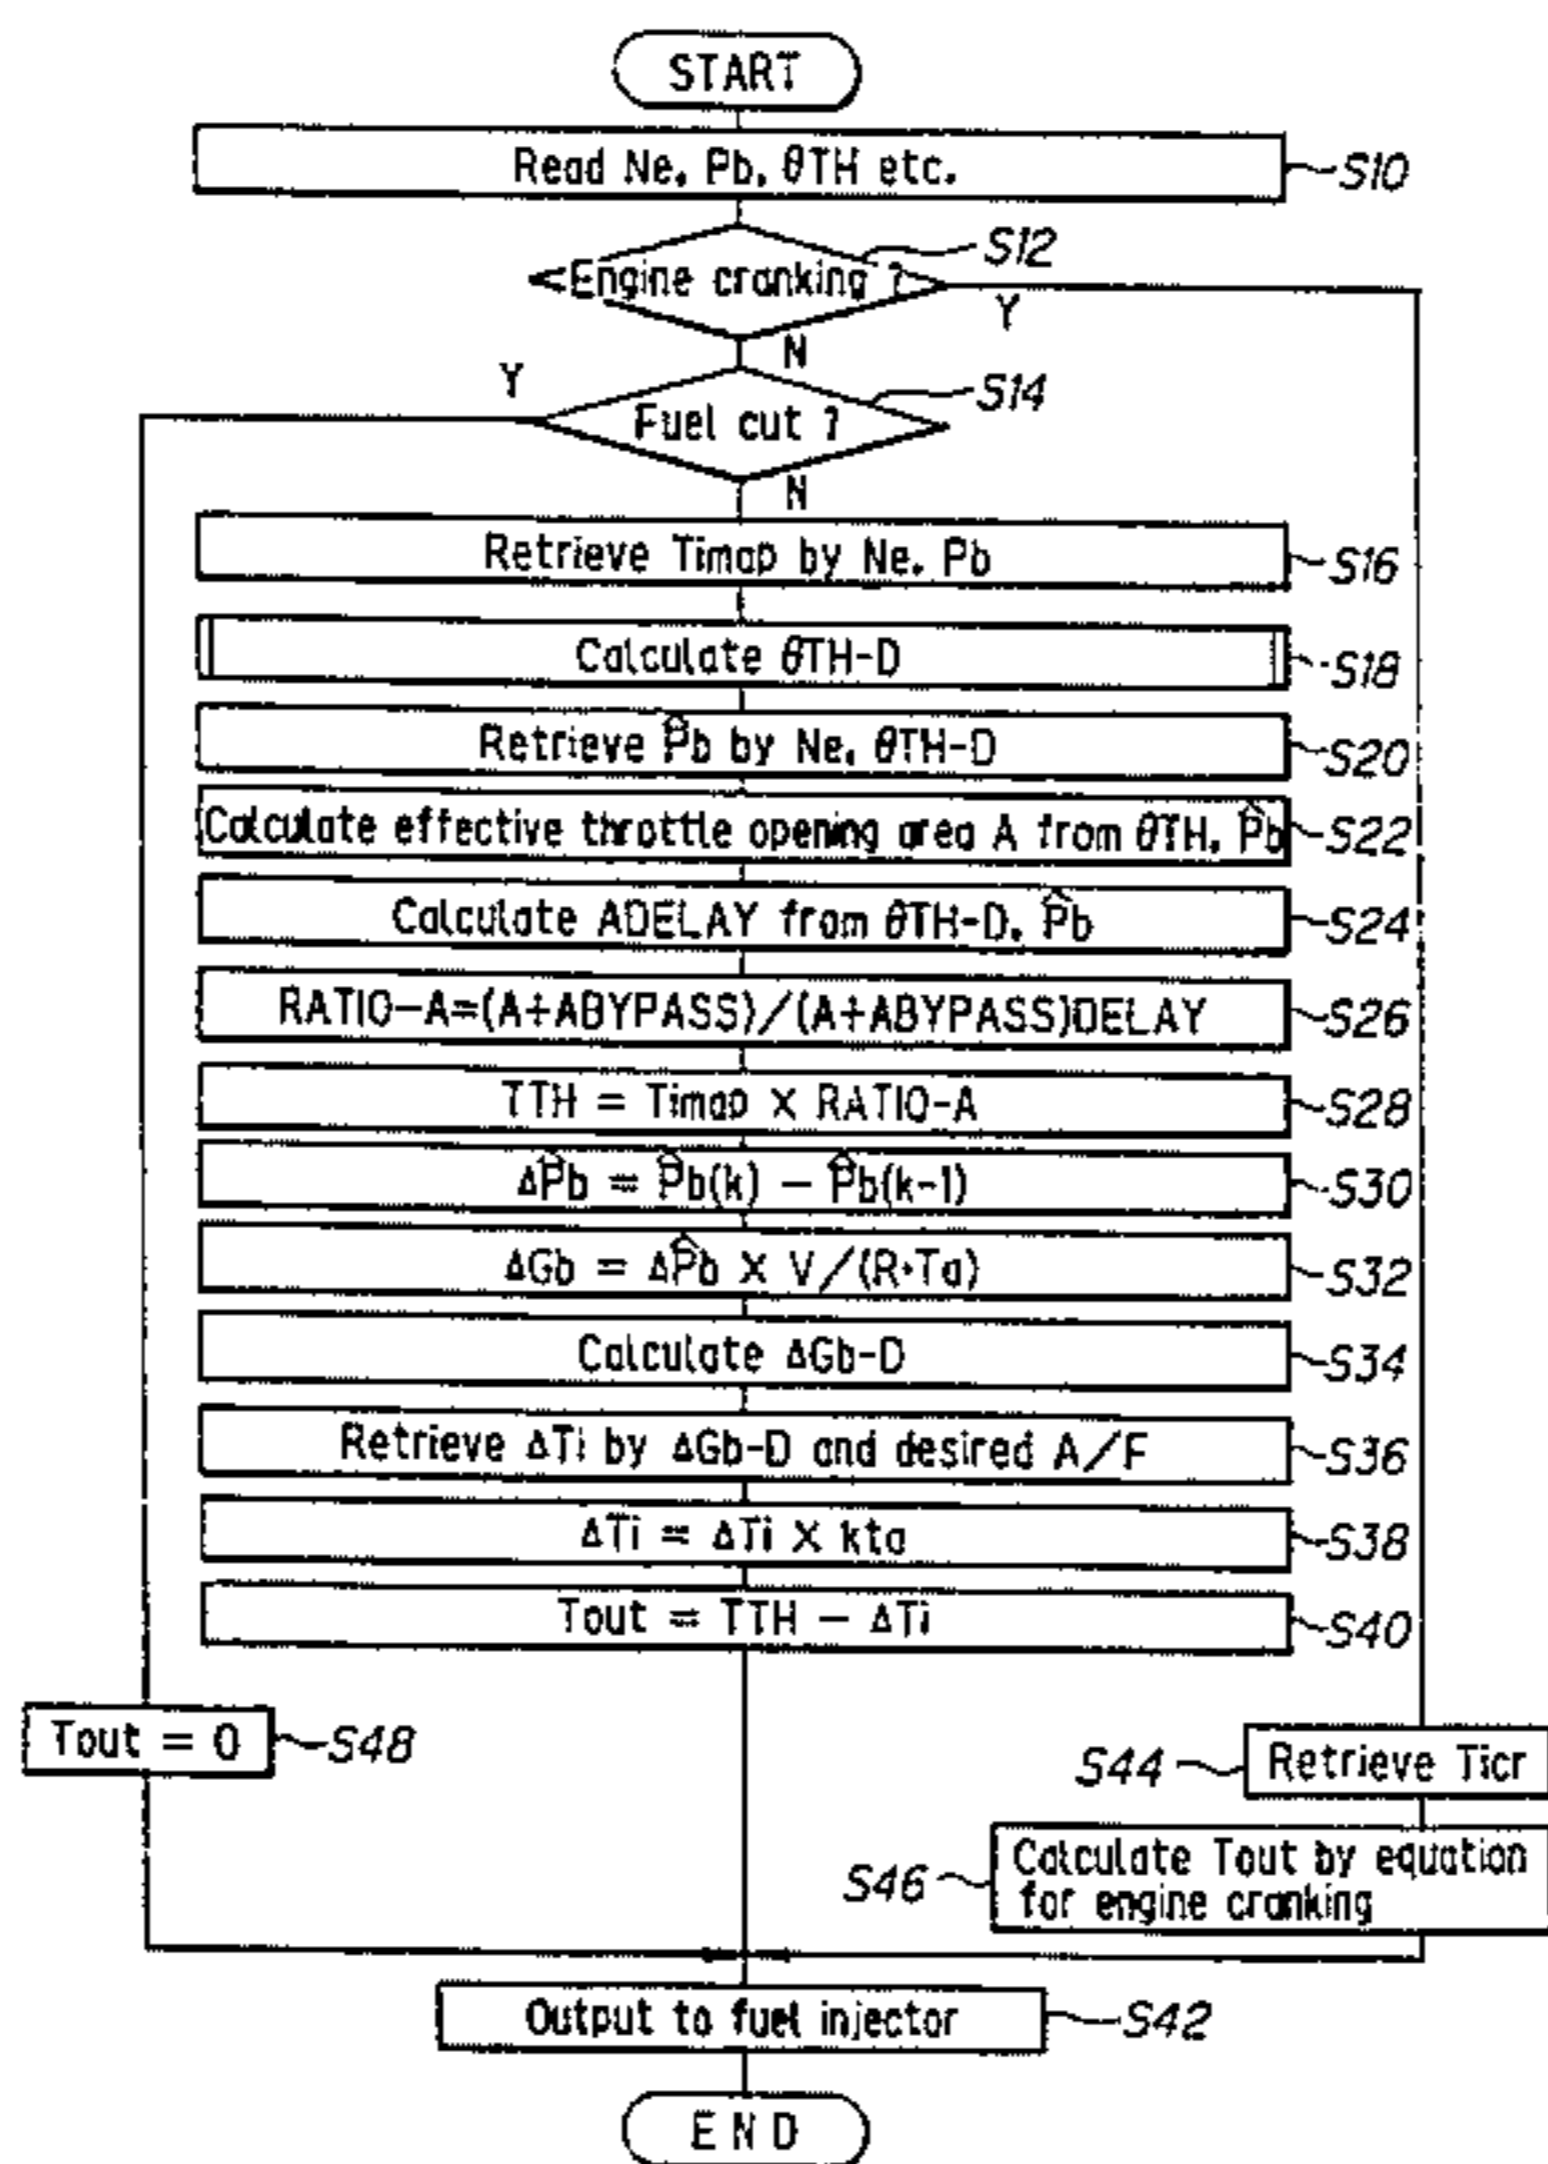 START
Read Ne, Pb, θTH etc.
S10
Engine cranking ?
S12
Y
N
Y
Fuel cut ?
S14
N
Retrieve Timap by Ne, Pb
S16
Calculate θTH-D
S18
Retrieve P̂b by Ne, θTH-D
S20
Calculate effective throttle opening area A from θTH, P̂b
S22
Calculate ADELAY from θTH-D, P̂b
S24
RATIO-A=(A+ABYPASS)/(A+ABYPASS)DELAY
S26
TTH = Timap × RATIO-A
S28
ΔP̂b = P̂b(k) − P̂b(k-1)
S30
ΔGb = ΔP̂b × V/(R·Ta)
S32
Calculate ΔGb-D
S34
Retrieve ΔTi by ΔGb-D and desired A/F
S36
ΔTi = ΔTi × kta
S38
Tout = TTH − ΔTi
S40
Tout = 0
S48
S44
Retrieve Ticr
S46
Calculate Tout by equation
for engine cranking
Output to fuel injector
S42
END